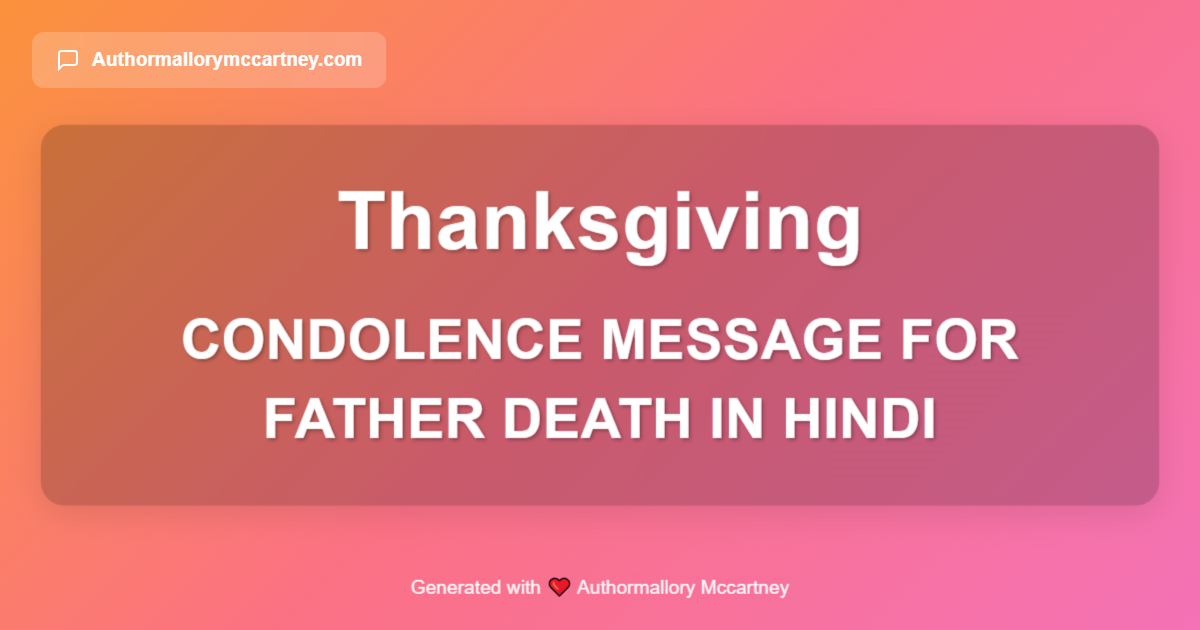 Authormallorymccartney.com
Thanksgiving
CONDOLENCE MESSAGE FOR
FATHER DEATH IN HINDI
Generated with ❤️ Authormallory Mccartney